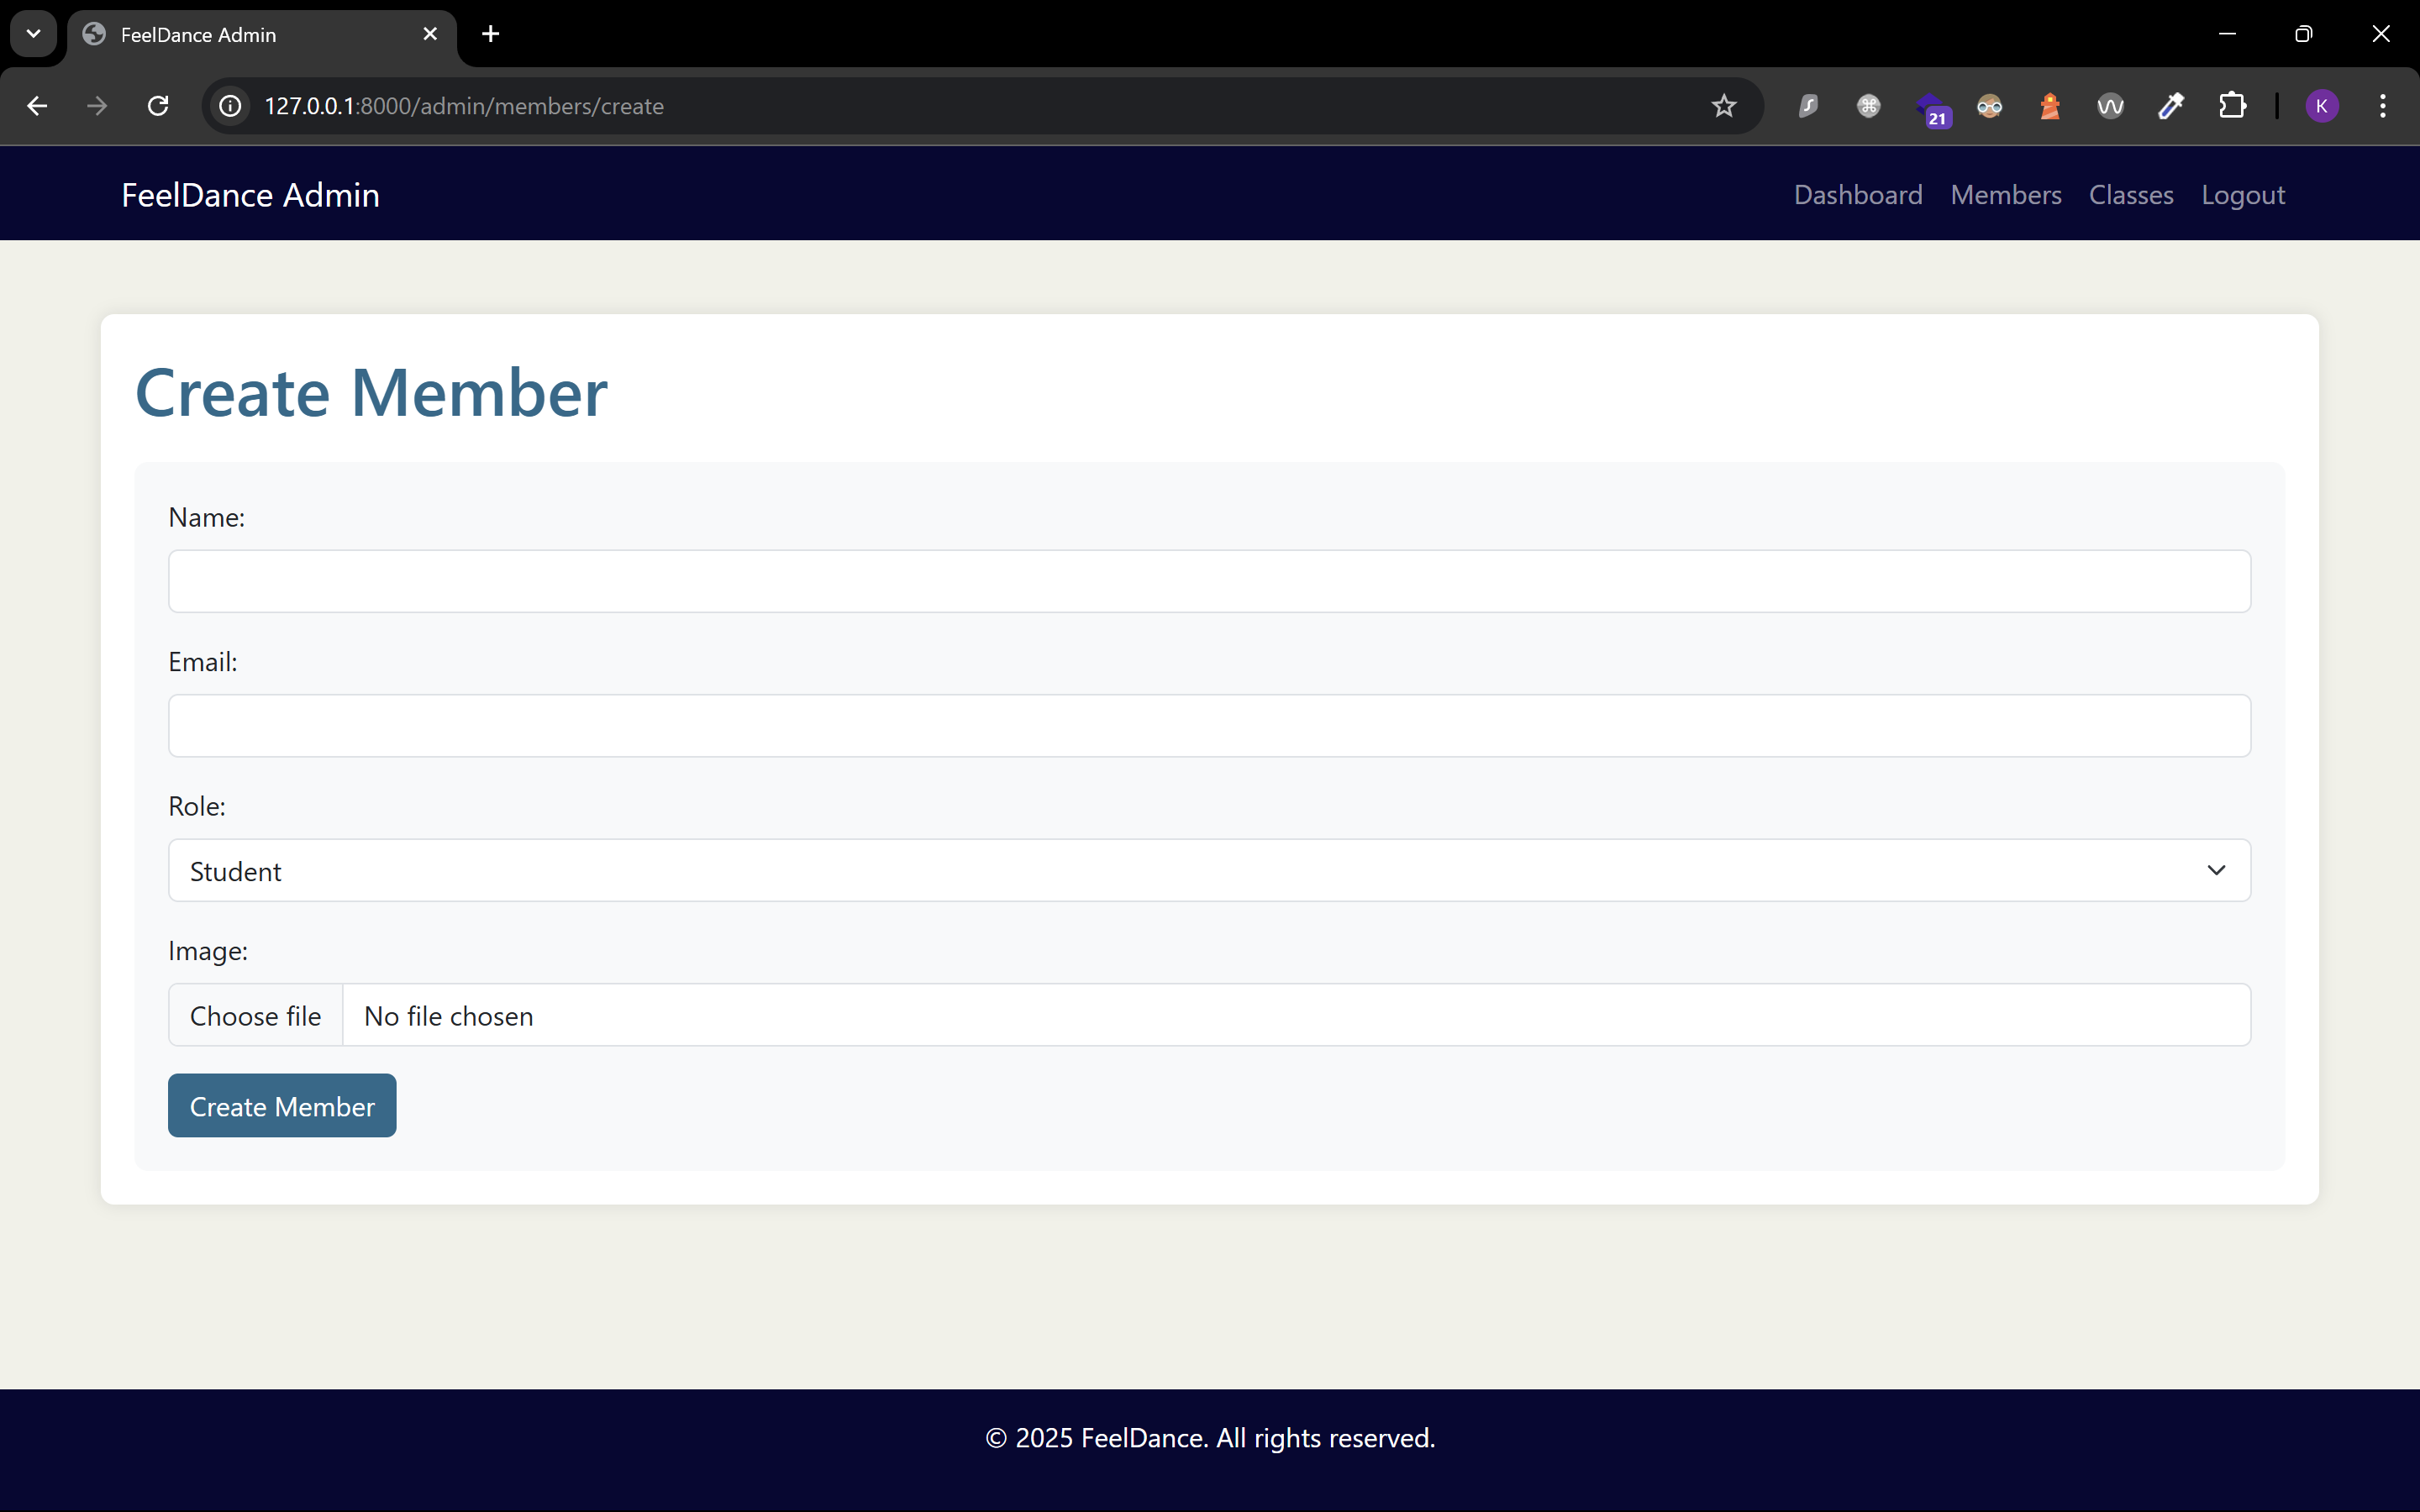 FeelDance Admin
127.0.0.1:8000/admin/members/create
21
K
FeelDance Admin
Dashboard Members Classes Logout
Create Member
Name:
Email:
Role:
Student
Image:
Choose file No file chosen
Create Member
© 2025 FeelDance. All rights reserved.